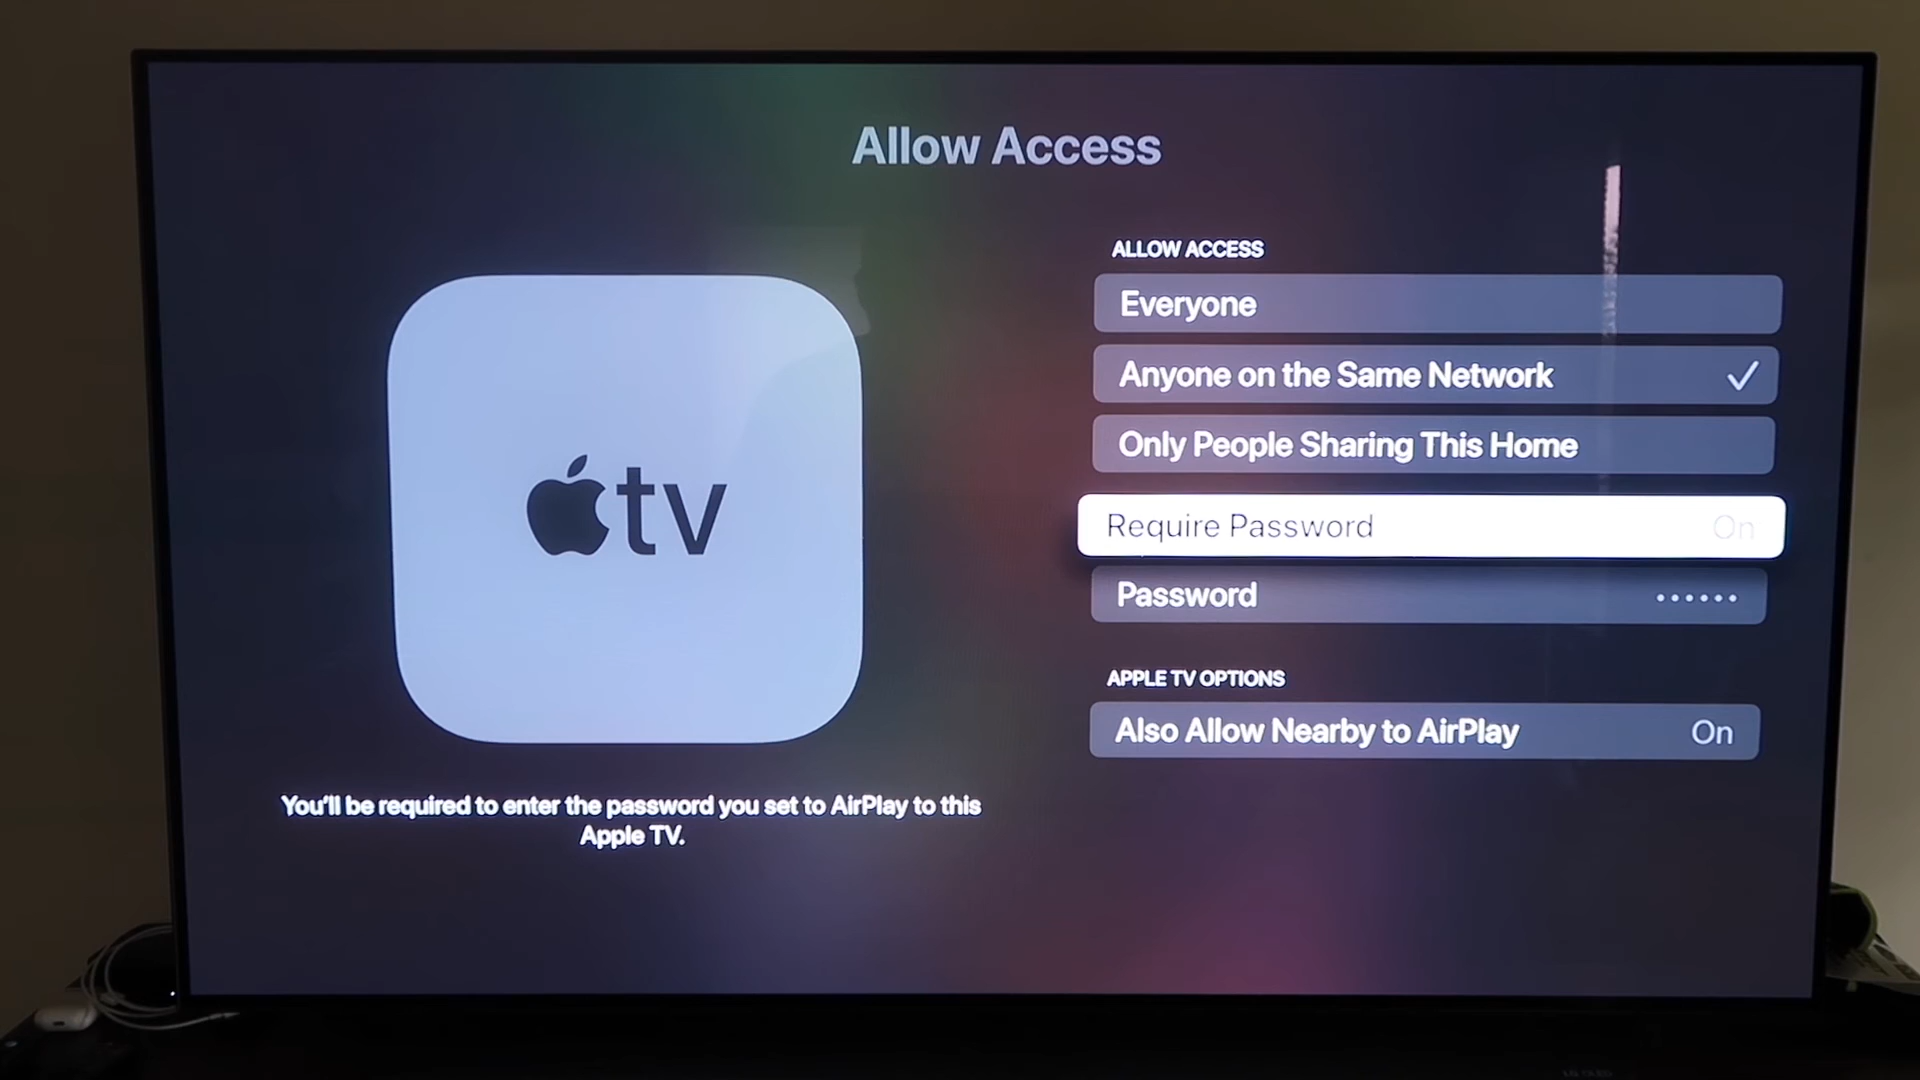 Allow Access
ALLOW ACCESS
Everyone
Anyone on the Same Network
Only People Sharing This Home
Require Password On
Password ••••••
APPLE TV OPTIONS
Also Allow Nearby to AirPlay On
tv
You'll be required to enter the password you set to AirPlay to this
Apple TV.